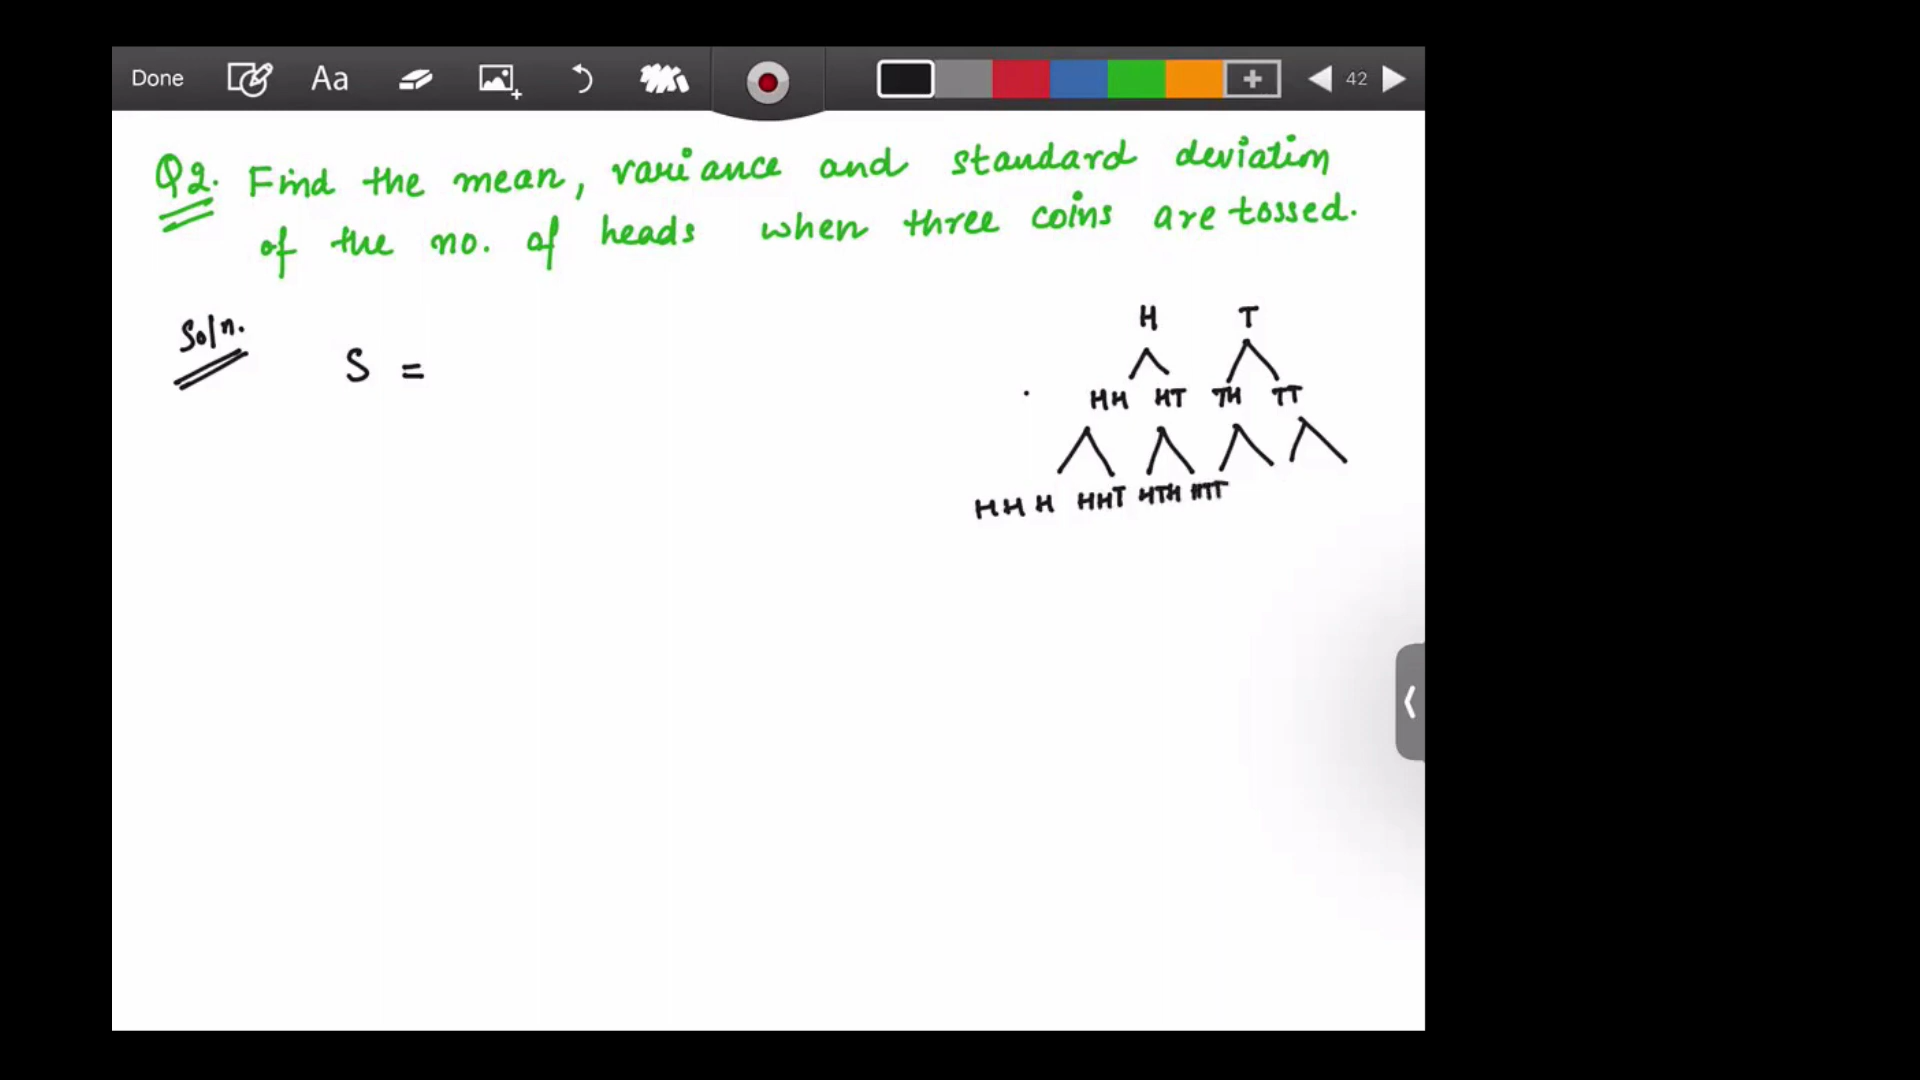 Done Aa 42
Q2. Find the mean, variance and standard deviation
of the no. of heads when three coins are tossed.
Soln.
S =
H T
HH HT TH TT
HHH HHT HTH HTT